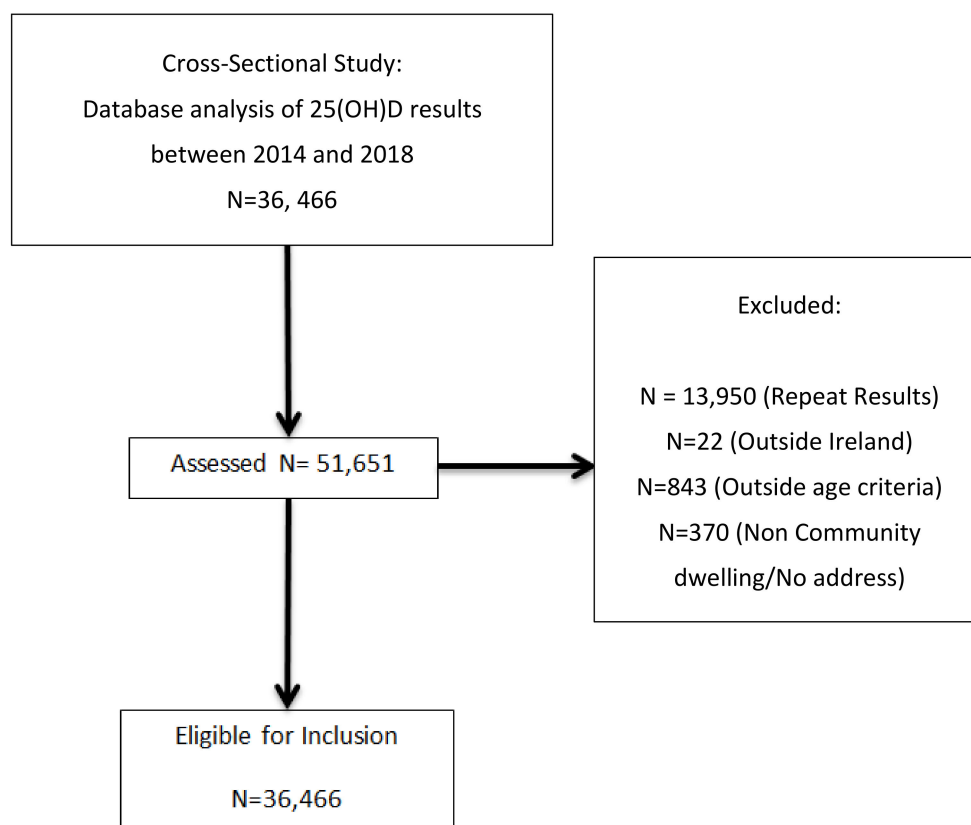 Cross-Sectional Study:
Database analysis of 25(OH)D results
between 2014 and 2018
N=36, 466
Excluded:
N = 13,950 (Repeat Results)
N=22 (Outside Ireland)
N=843 (Outside age criteria)
N=370 (Non Community
dwelling/No address)
Assessed N= 51,651
Eligible for Inclusion
N=36,466